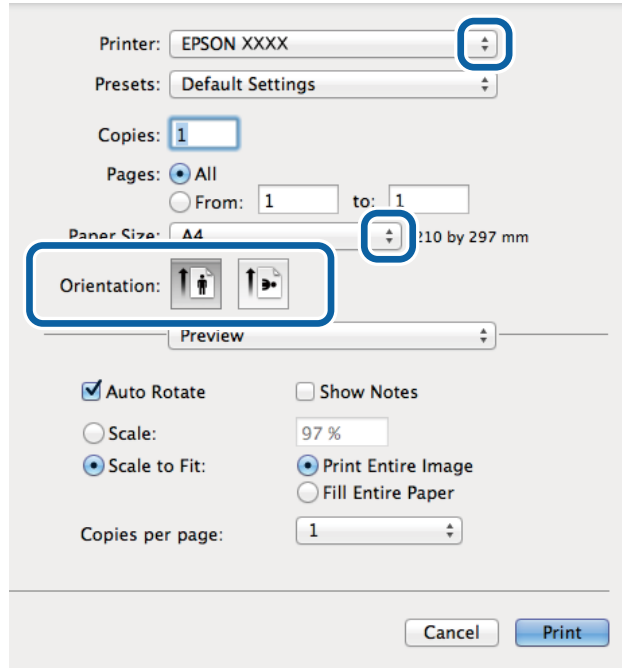 Printer: EPSON XXXX
Presets: Default Settings
Copies: 1
Pages: All
From: 1 to: 1
Paper Size: A4 210 by 297 mm
Orientation:
Preview
Auto Rotate Show Notes
Scale: 97 %
Scale to Fit: Print Entire Image
Fill Entire Paper
Copies per page: 1
Cancel Print